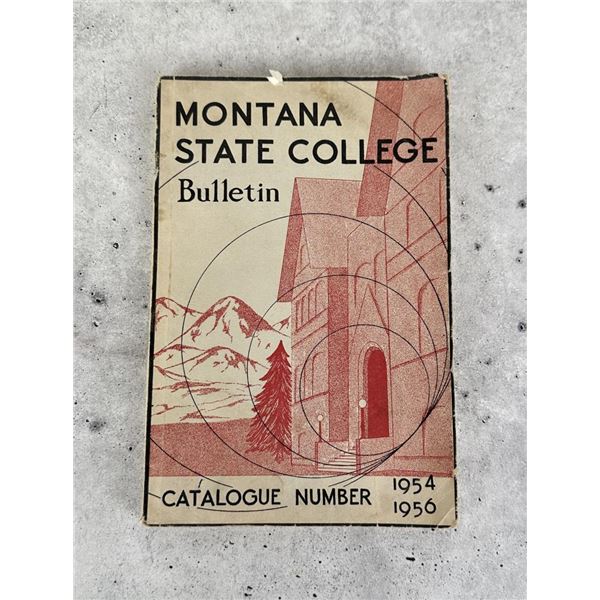 MONTANA
STATE COLLEGE
Bulletin
CATALOGUE NUMBER 1954
1956